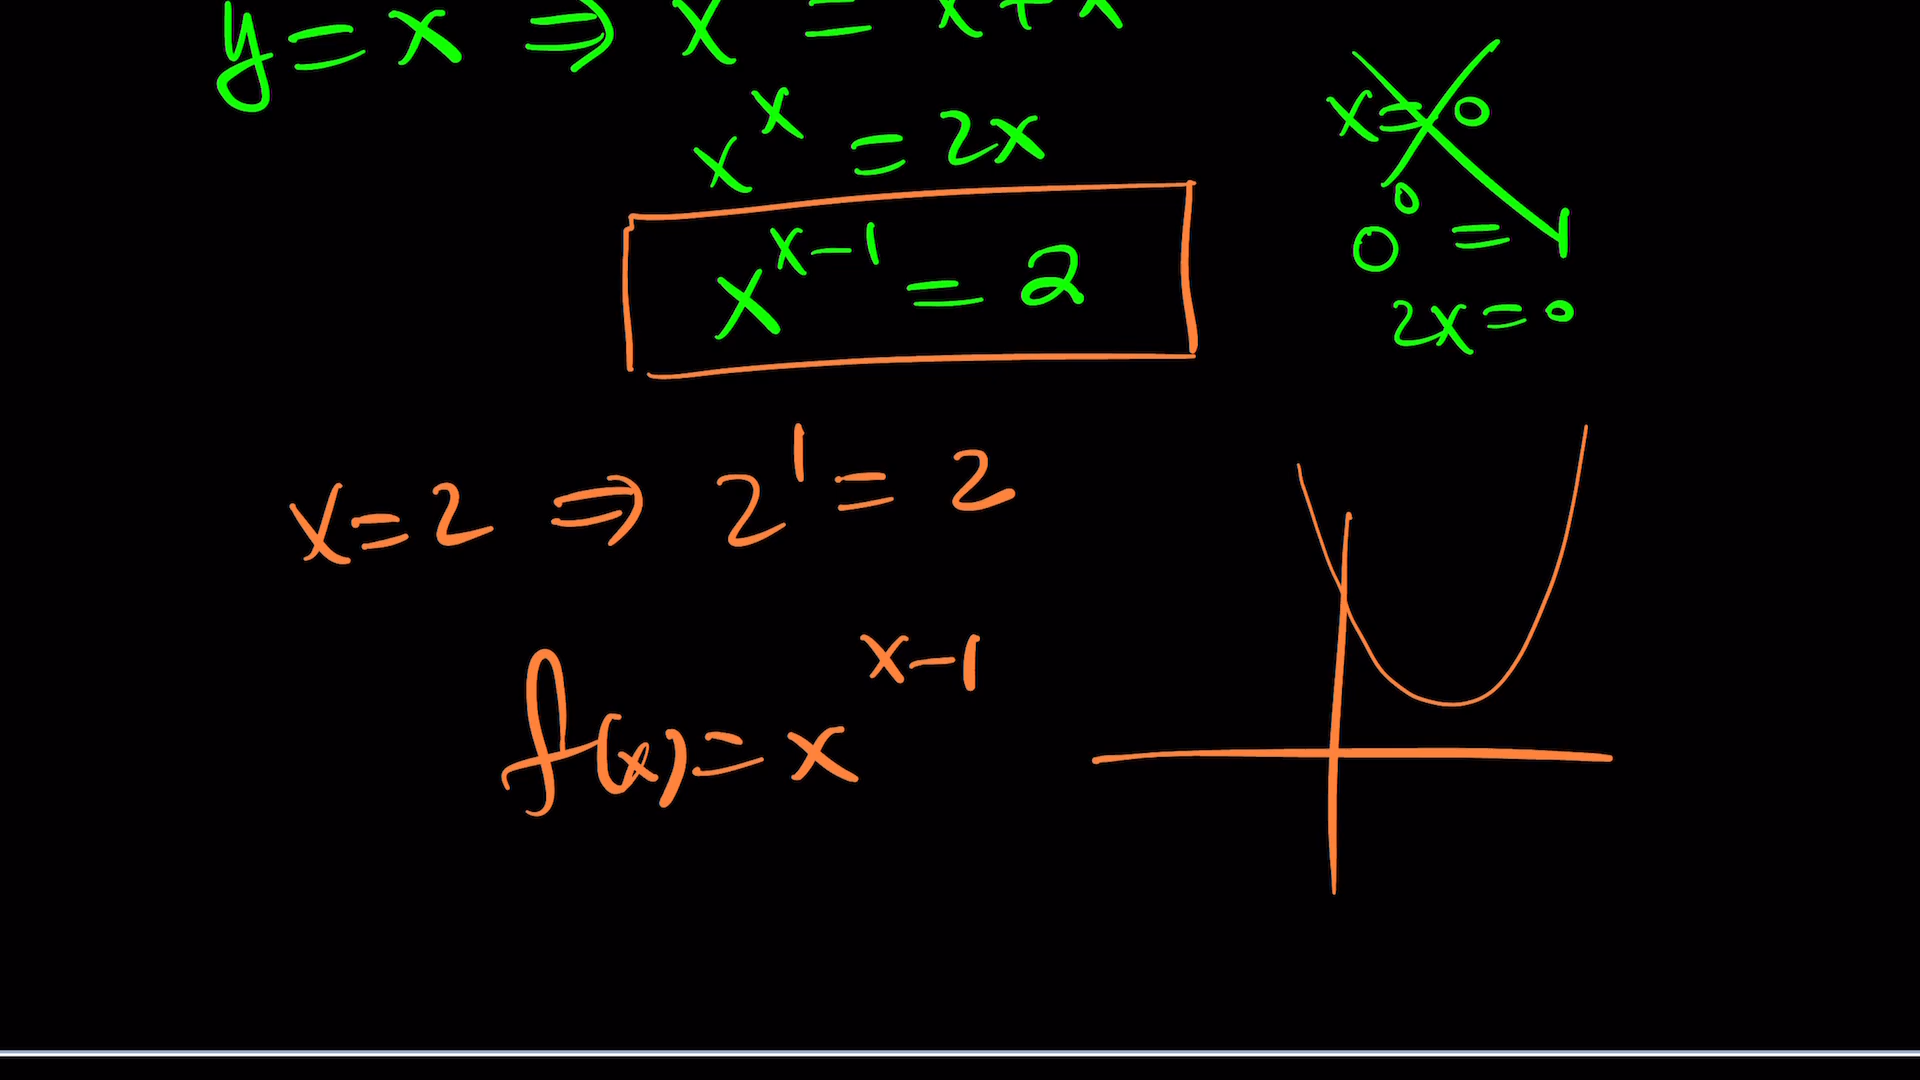 y = x ⇒ x = x + x
x^x = 2x
x = 0
x^(x-1) = 2
0^0 = 1
2x = 0
x = 2 ⇒ 2^1 = 2
f(x) = x^(x-1)